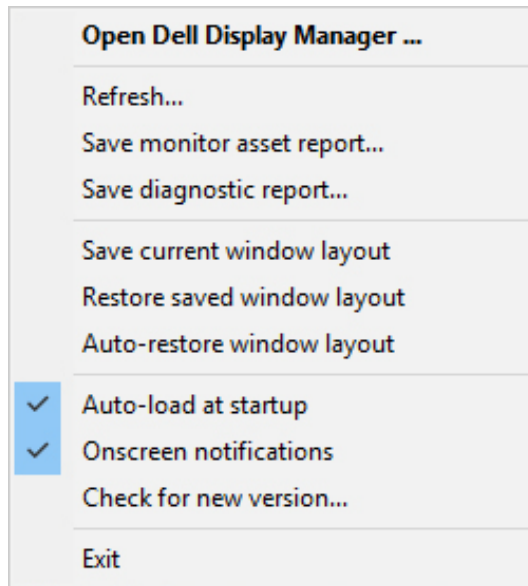 Open Dell Display Manager ...
Refresh...
Save monitor asset report...
Save diagnostic report...
Save current window layout
Restore saved window layout
Auto-restore window layout
Auto-load at startup
Onscreen notifications
Check for new version...
Exit